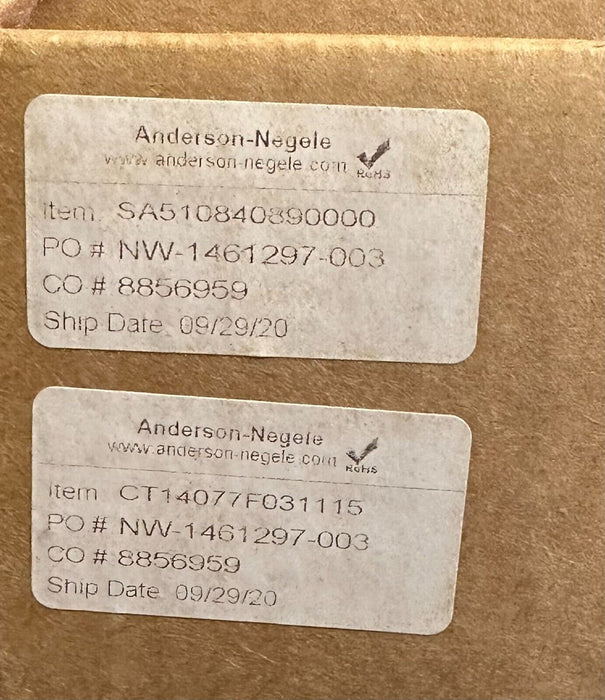 Anderson-Negele
www.anderson-negele.com
RoHS
Item SA510840890000
PO # NW-1461297-003
CO # 8856959
Ship Date 09/29/20
Anderson-Negele
www.anderson-negele.com
RoHS
Item CT14077F031115
PO # NW-1461297-003
CO # 8856959
Ship Date 09/29/20